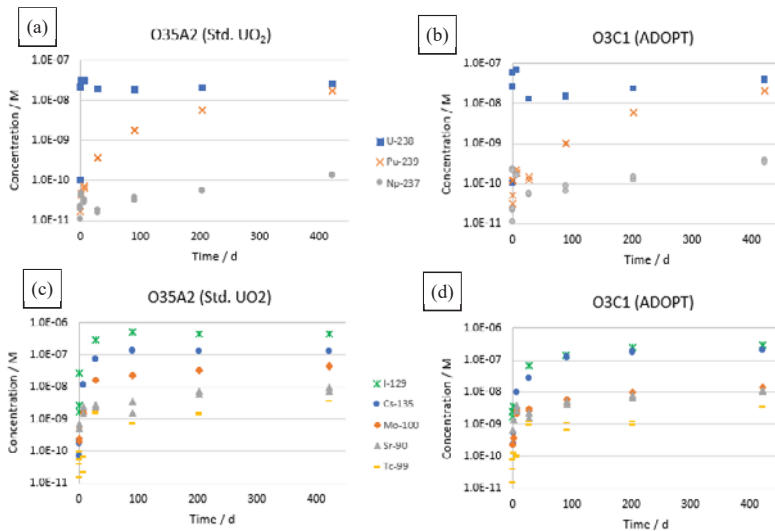 (a)
O35A2 (Std. UO₂)
Concentration / M
1.0E-07
1.0E-08
1.0E-09
1.0E-10
1.0E-11
0 100 200 300 400
Time / d
U-238
Pu-239
Np-237
(b)
O3C1 (ADOPT)
Concentration / M
1.0E-07
1.0E-08
1.0E-09
1.0E-10
1.0E-11
0 100 200 300 400
Time / d
(c)
O35A2 (Std. UO2)
Concentration / M
1.0E-06
1.0E-07
1.0E-08
1.0E-09
1.0E-10
1.0E-11
0 100 200 300 400
Time / d
I-129
Cs-135
Mo-100
Sr-90
Tc-99
(d)
O3C1 (ADOPT)
Concentration / M
1.0E-06
1.0E-07
1.0E-08
1.0E-09
1.0E-10
1.0E-11
0 100 200 300 400
Time / d